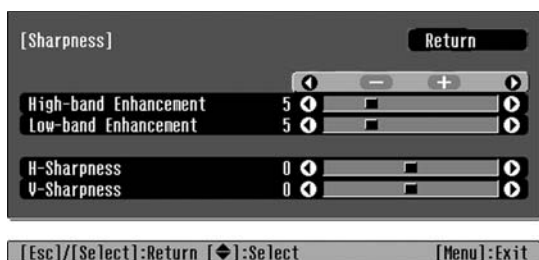 [Sharpness] Return
High-band Enhancement 5
Low-band Enhancement 5
H-Sharpness 0
V-Sharpness 0
[Esc]/[Select]:Return [◆]:Select [Menu]:Exit